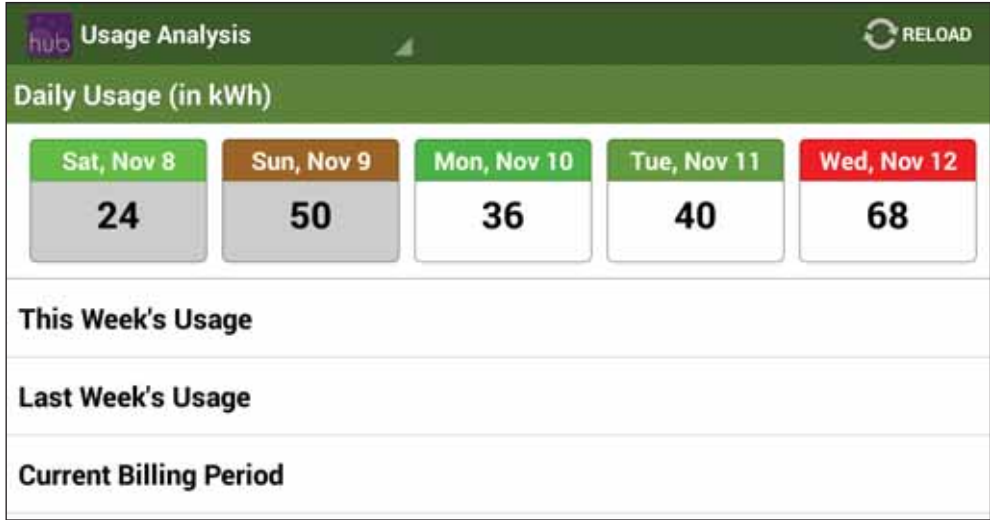 hub Usage Analysis RELOAD
Daily Usage (in kWh)
Sat, Nov 8 Sun, Nov 9 Mon, Nov 10 Tue, Nov 11 Wed, Nov 12
24 50 36 40 68
This Week's Usage
Last Week's Usage
Current Billing Period